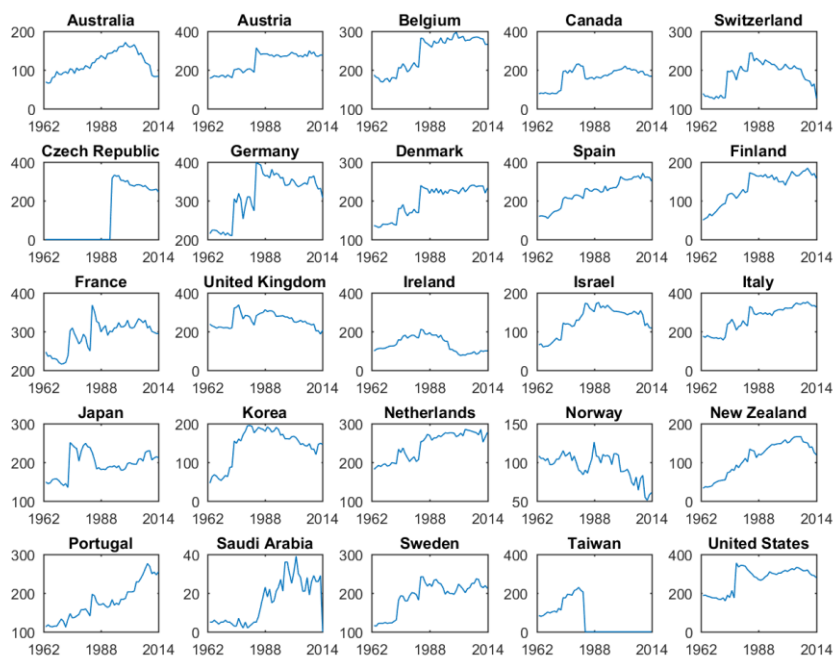 Australia
200
100
0
1962 1988 2014
Austria
400
200
0
1962 1988 2014
Belgium
300
200
100
1962 1988 2014
Canada
400
200
0
1962 1988 2014
Switzerland
300
200
100
1962 1988 2014
Czech Republic
400
200
0
1962 1988 2014
Germany
400
300
200
1962 1988 2014
Denmark
300
200
100
1962 1988 2014
Spain
400
200
0
1962 1988 2014
Finland
200
100
0
1962 1988 2014
France
400
300
200
1962 1988 2014
United Kingdom
400
200
0
1962 1988 2014
Ireland
400
200
0
1962 1988 2014
Israel
200
100
0
1962 1988 2014
Italy
400
200
0
1962 1988 2014
Japan
300
200
100
1962 1988 2014
Korea
200
100
0
1962 1988 2014
Netherlands
300
200
100
1962 1988 2014
Norway
150
100
50
1962 1988 2014
New Zealand
200
100
0
1962 1988 2014
Portugal
300
200
100
1962 1988 2014
Saudi Arabia
40
20
0
1962 1988 2014
Sweden
300
200
100
1962 1988 2014
Taiwan
400
200
0
1962 1988 2014
United States
400
200
0
1962 1988 2014